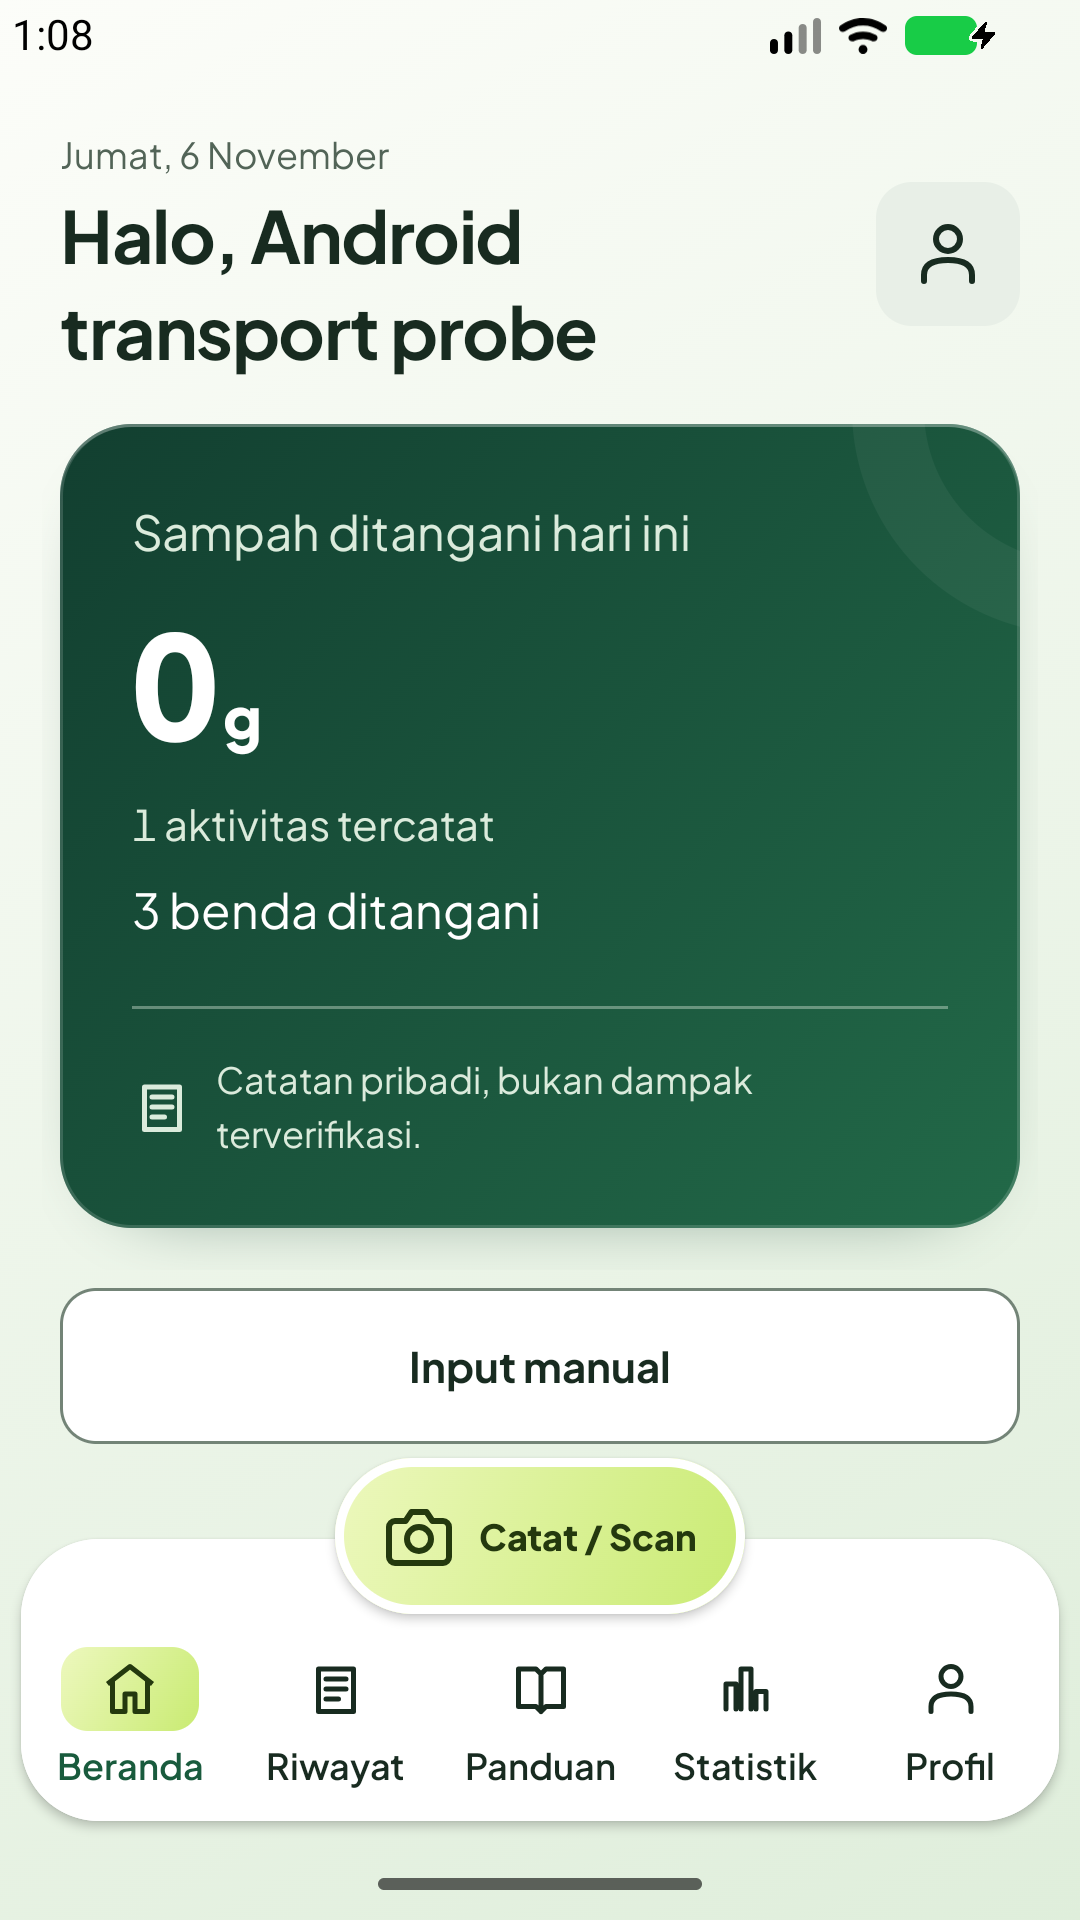 1:08
Jumat, 6 November
Halo, Android
transport probe
Sampah ditangani hari ini
0g
1 aktivitas tercatat
3 benda ditangani
Catatan pribadi, bukan dampak
terverifikasi.
Input manual
Catat / Scan
Beranda
Riwayat
Panduan
Statistik
Profil